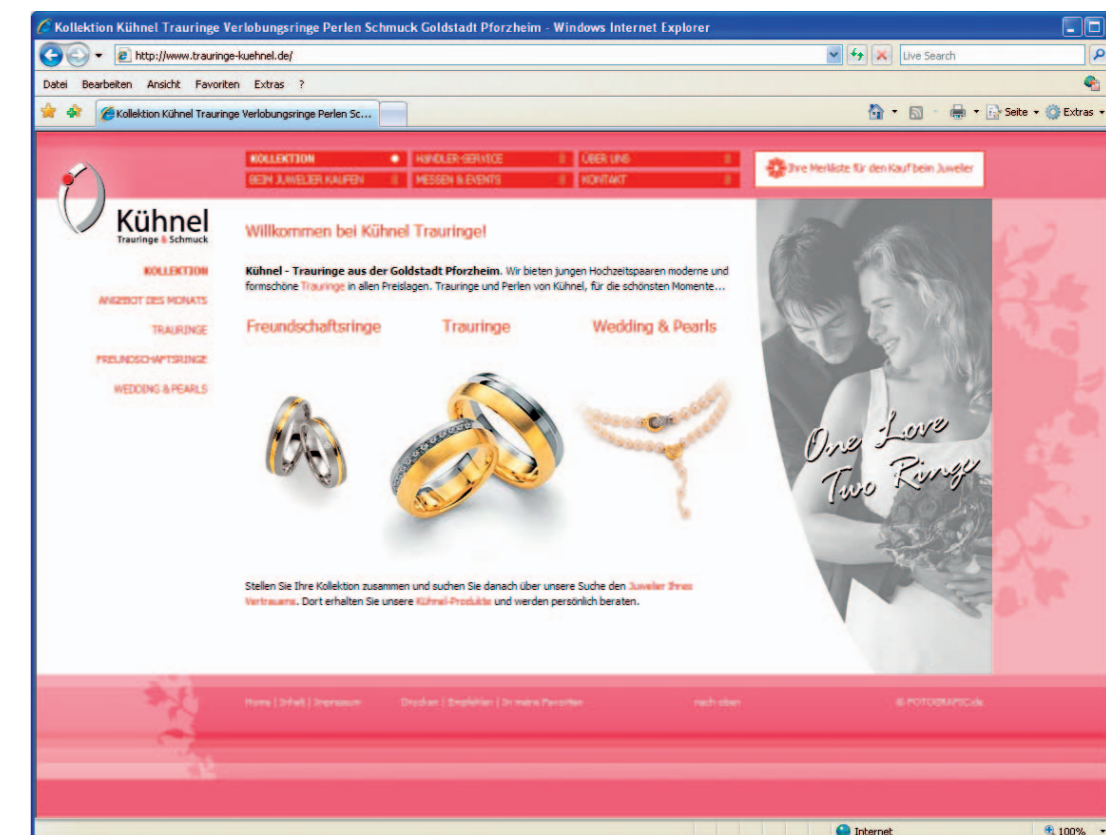 Kollektion Kühnel Trauringe Verlobungsringe Perlen Schmuck Goldstadt Pforzheim - Windows Internet Explorer
http://www.trauringe-kuehnel.de/
Live Search
Datei Bearbeiten Ansicht Favoriten Extras ?
Kollektion Kühnel Trauringe Verlobungsringe Perlen Sc...
Seite Extras
KOLLEKTION HÄNDLER-SERVICE ÜBER UNS
BEIM JUWELIER KAUFEN MESSEN & EVENTS KONTAKT
Ihre Merkliste für den Kauf beim Juwelier
Kühnel
Trauringe & Schmuck
KOLLEKTION
ANGEBOT DES MONATS
TRAURINGE
FREUNDSCHAFTSRINGE
WEDDING & PEARLS
Willkommen bei Kühnel Trauringe!
Kühnel - Trauringe aus der Goldstadt Pforzheim. Wir bieten jungen Hochzeitspaaren moderne und
formschöne Trauringe in allen Preislagen. Trauringe und Perlen von Kühnel, für die schönsten Momente...
Freundschaftsringe Trauringe Wedding & Pearls
One Love
Two Ringe
Stellen Sie Ihre Kollektion zusammen und suchen Sie danach über unsere Suche den Juwelier Ihres
Vertrauens. Dort erhalten Sie unsere Kühnel-Produkte und werden persönlich beraten.
Home | Inhalt | Impressum Drucken | Empfehlen | In meine Favoriten nach oben © FOTOGRAFIC.de
Internet 100%